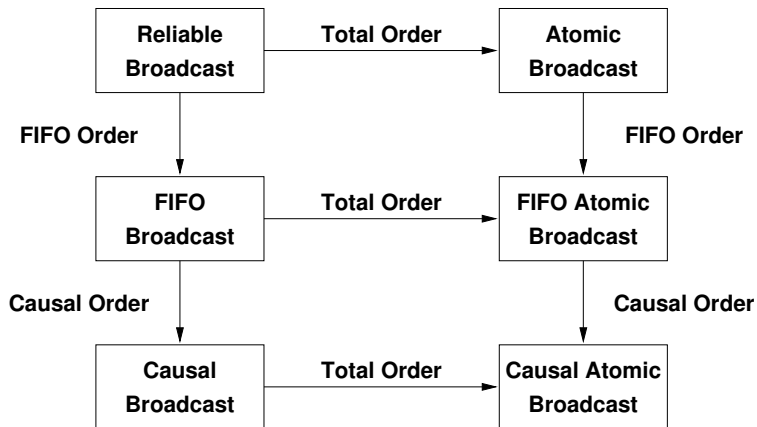 Reliable
Broadcast
Total Order
Atomic
Broadcast
FIFO Order
FIFO Order
FIFO
Broadcast
Total Order
FIFO Atomic
Broadcast
Causal Order
Causal Order
Causal
Broadcast
Total Order
Causal Atomic
Broadcast